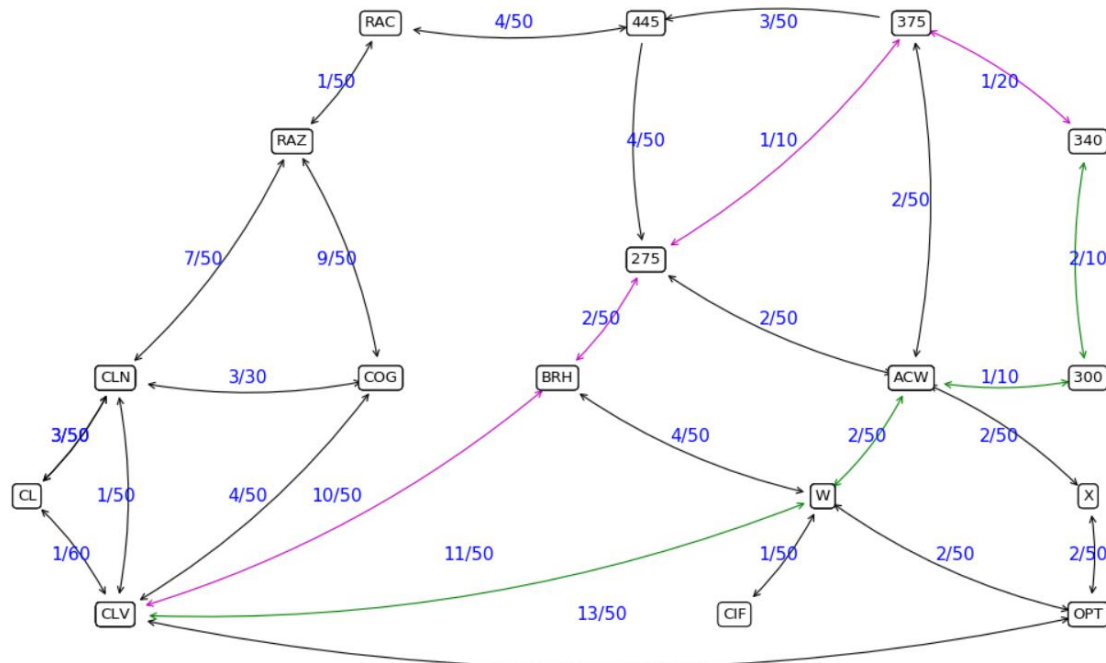 RAC 4/50 445 3/50 375
1/50 1/20
RAZ 4/50 1/10 340
2/50
7/50 9/50 275 2/10
2/50 2/50
CLN 3/30 COG BRH ACW 1/10 300
3/50 4/50 2/50 2/50
CL 1/50 4/50 10/50 W X
1/60 11/50 1/50 2/50 2/50
CLV 13/50 CIF OPT